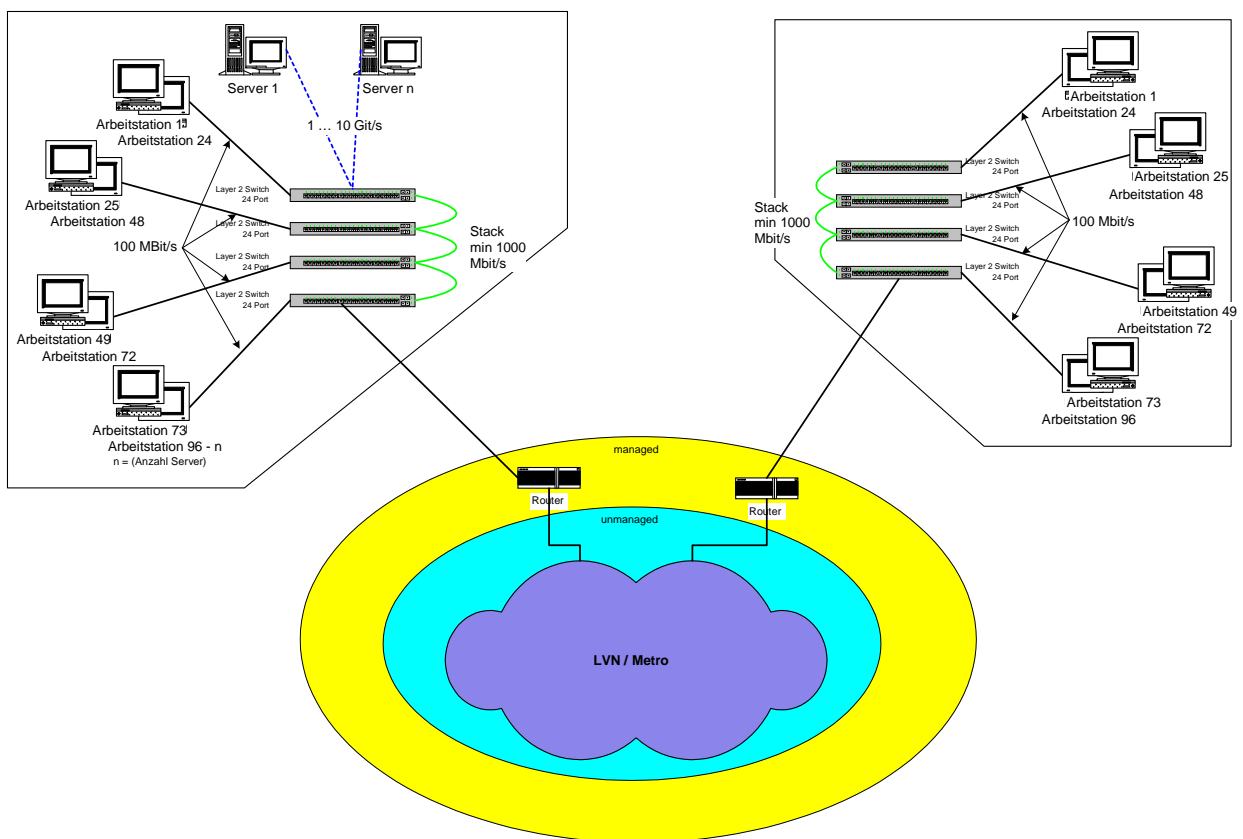 Server 1
Server n
1 ... 10 Git/s
Arbeitstation 1
Arbeitstation 24
Arbeitstation 25
Arbeitstation 48
100 MBit/s
Arbeitstation 49
Arbeitstation 72
Arbeitstation 73
Arbeitstation 96 - n
n = (Anzahl Server)
Layer 2 Switch
24 Port
Layer 2 Switch
24 Port
Layer 2 Switch
24 Port
Layer 2 Switch
24 Port
Stack
min 1000
Mbit/s
Stack
min 1000
Mbit/s
Layer 2 Switch
24 Port
Layer 2 Switch
24 Port
Layer 2 Switch
24 Port
Layer 2 Switch
24 Port
Arbeitstation 1
Arbeitstation 24
Arbeitstation 25
Arbeitstation 48
100 MBit/s
Arbeitstation 49
Arbeitstation 72
Arbeitstation 73
Arbeitstation 96
managed
Router
Router
unmanaged
LVN / Metro